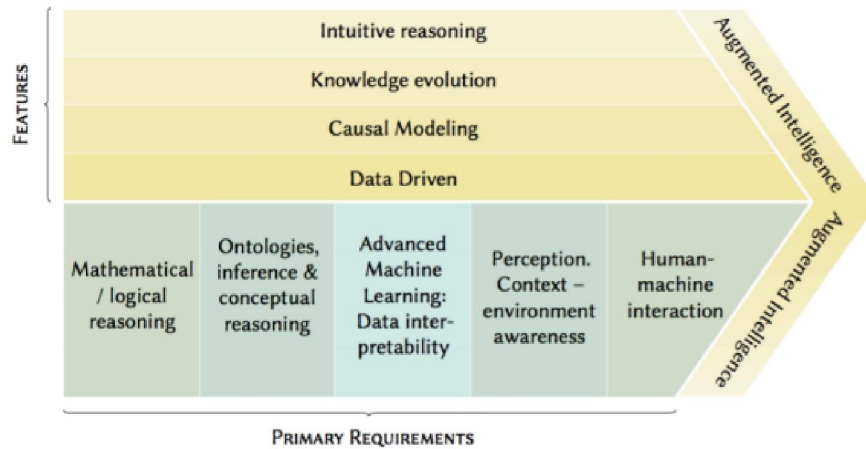 Intuitive reasoning
Knowledge evolution
Causal Modeling
Data Driven
FEATURES
Augmented Intelligence
Augmented Intelligence
Mathematical
/ logical
reasoning
Ontologies,
inference &
conceptual
reasoning
Advanced
Machine
Learning:
Data inter-
pretability
Perception.
Context –
environment
awareness
Human-
machine
interaction
PRIMARY REQUIREMENTS